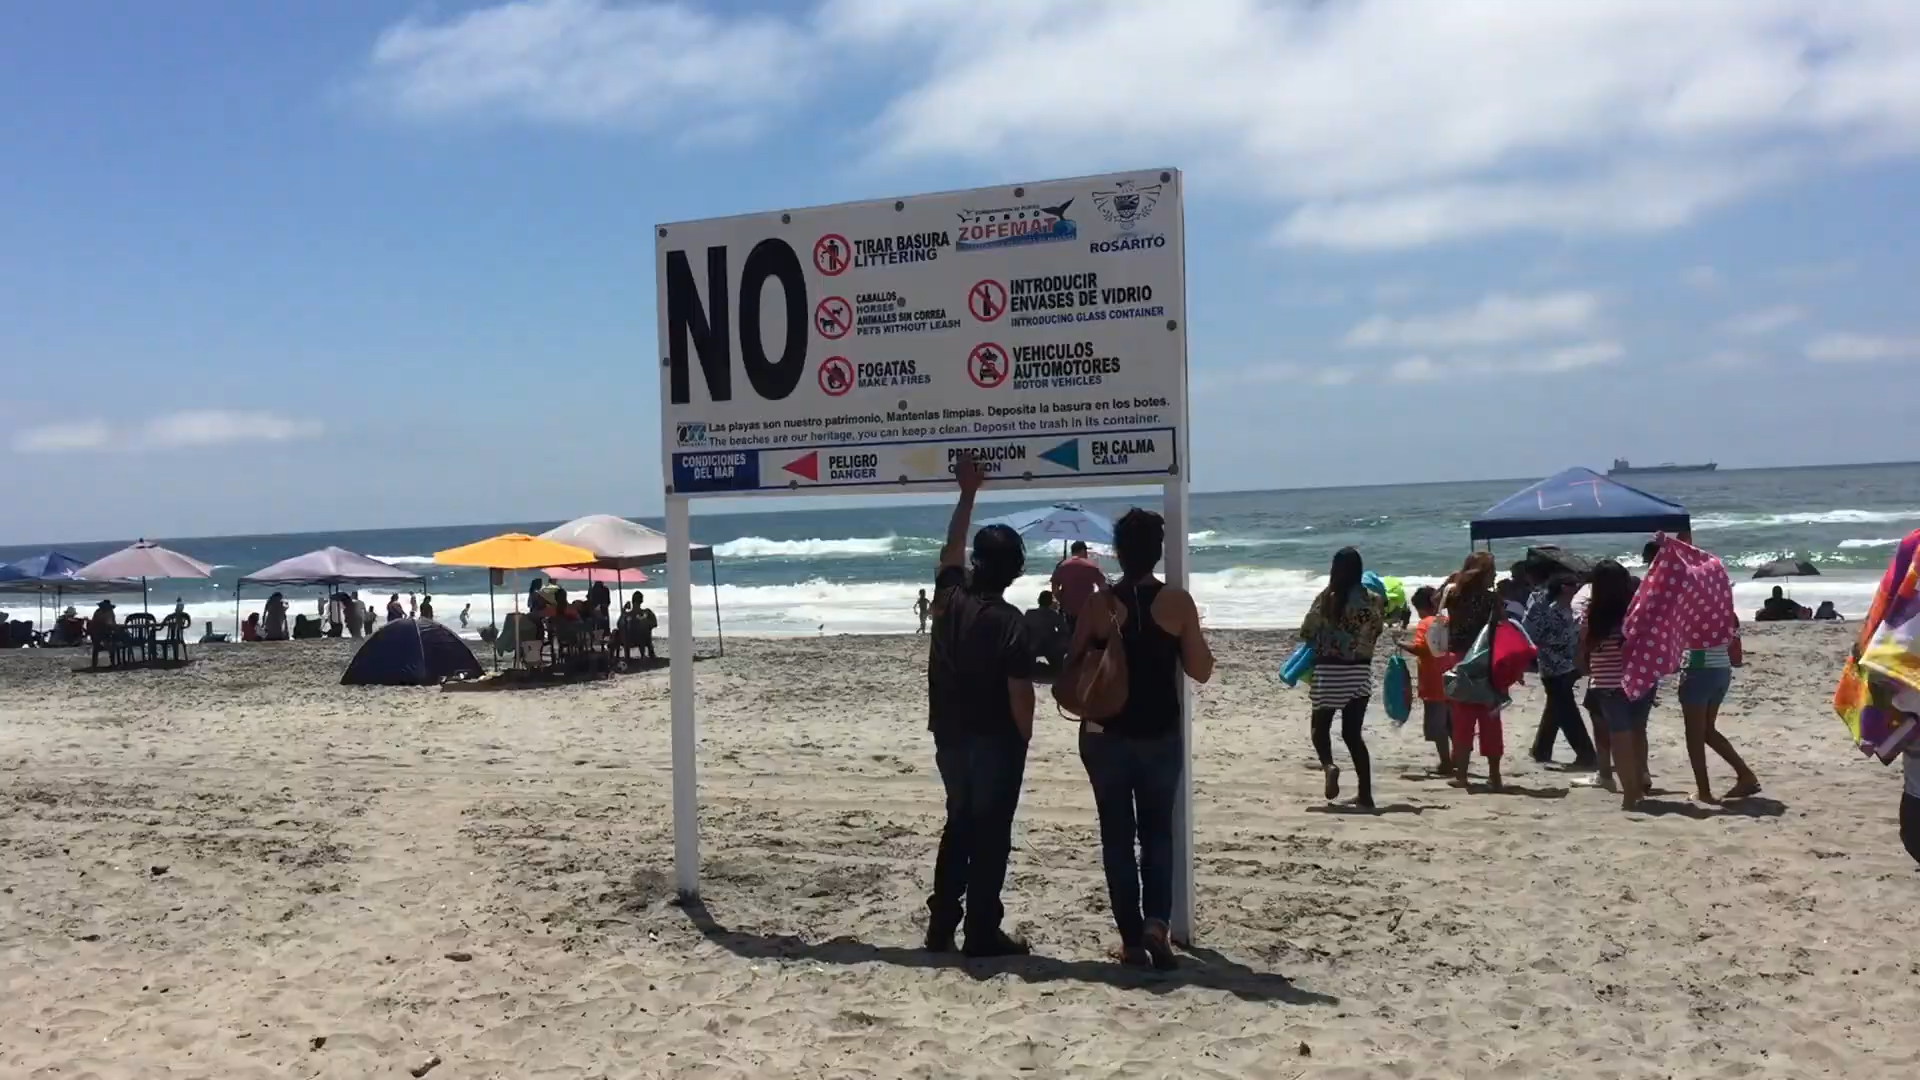 NO
TIRAR BASURA
LITTERING
FONDO
ZOFEMAT
ROSARITO
CABALLOS
HORSES
ANIMALES SIN CORREA
PETS WITHOUT LEASH
INTRODUCIR
ENVASES DE VIDRIO
INTRODUCING GLASS CONTAINER
FOGATAS
MAKE A FIRES
VEHICULOS
AUTOMOTORES
MOTOR VEHICLES
Las playas son nuestro patrimonio, Mantenlas limpias. Deposita la basura en los botes.
The beaches are our heritage, you can keep a clean. Deposit the trash in its container.
CONDICIONES
DEL MAR
PELIGRO
DANGER
PRECAUCIÓN
EN CALMA
CALM
LT
LT